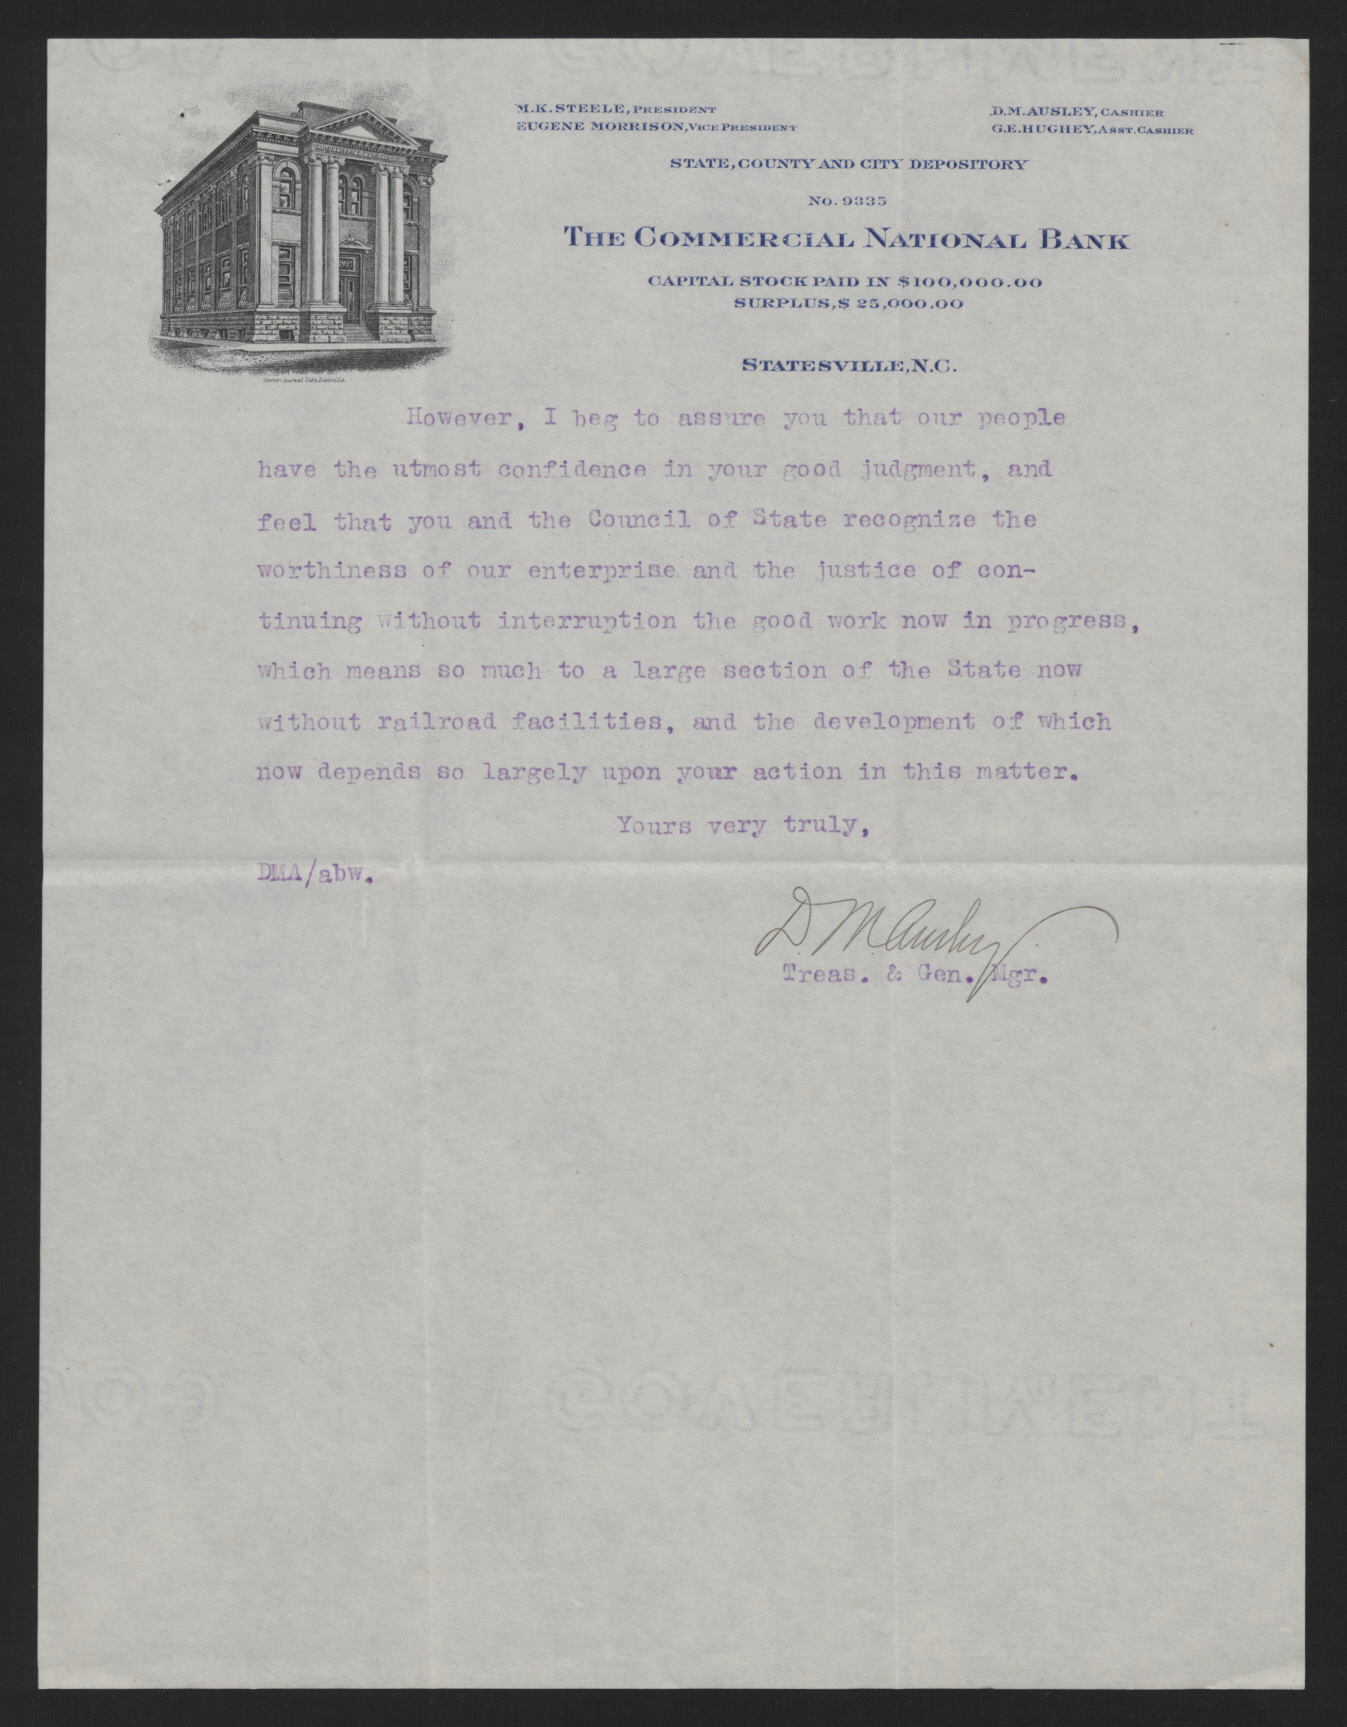 M.K. STEELE, PRESIDENT
EUGENE MORRISON, VICE PRESIDENT
D.M. AUSLEY, CASHIER
G.E. HUGHEY, ASST. CASHIER
STATE, COUNTY AND CITY DEPOSITORY
No. 9335
THE COMMERCIAL NATIONAL BANK
CAPITAL STOCK PAID IN $100,000.00
SURPLUS, $ 25,000.00
STATESVILLE, N.C.
However, I beg to assure you that our people
have the utmost confidence in your good judgment, and
feel that you and the Council of State recognize the
worthiness of our enterprise and the justice of con-
tinuing without interruption the good work now in progress,
which means so much to a large section of the State now
without railroad facilities, and the development of which
now depends so largely upon your action in this matter.
Yours very truly,
DMA/abw.
D. M. Ausley
Treas. & Gen. Mgr.
GOVERNMENT